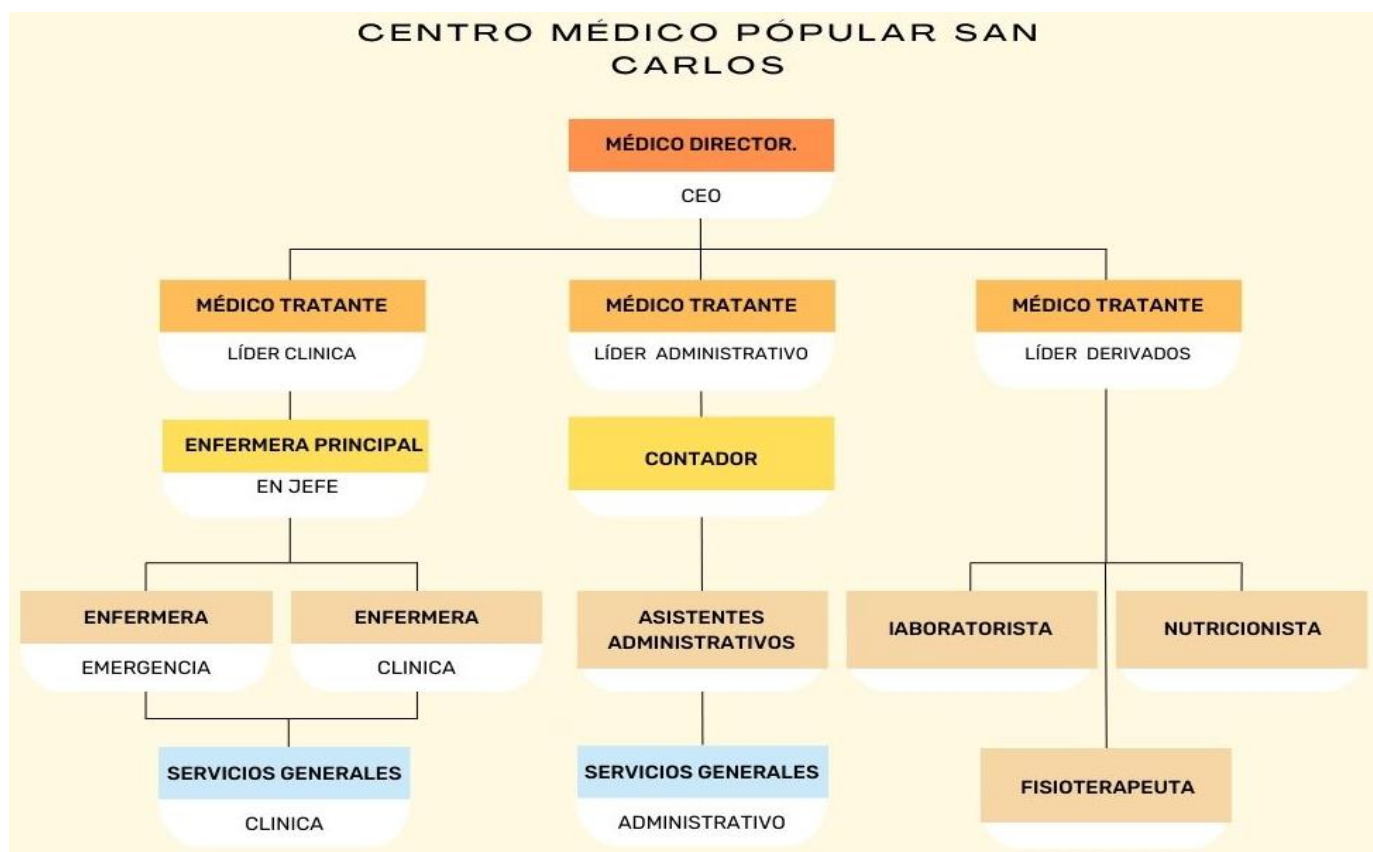 CENTRO MÉDICO PÓPULAR SAN
CARLOS
MÉDICO DIRECTOR.
CEO
MÉDICO TRATANTE
LÍDER CLINICA
MÉDICO TRATANTE
LÍDER ADMINISTRATIVO
MÉDICO TRATANTE
LÍDER DERIVADOS
ENFERMERA PRINCIPAL
EN JEFE
CONTADOR
ENFERMERA
EMERGENCIA
ENFERMERA
CLINICA
ASISTENTES
ADMINISTRATIVOS
lABORATORISTA
NUTRICIONISTA
SERVICIOS GENERALES
CLINICA
SERVICIOS GENERALES
ADMINISTRATIVO
FISIOTERAPEUTA